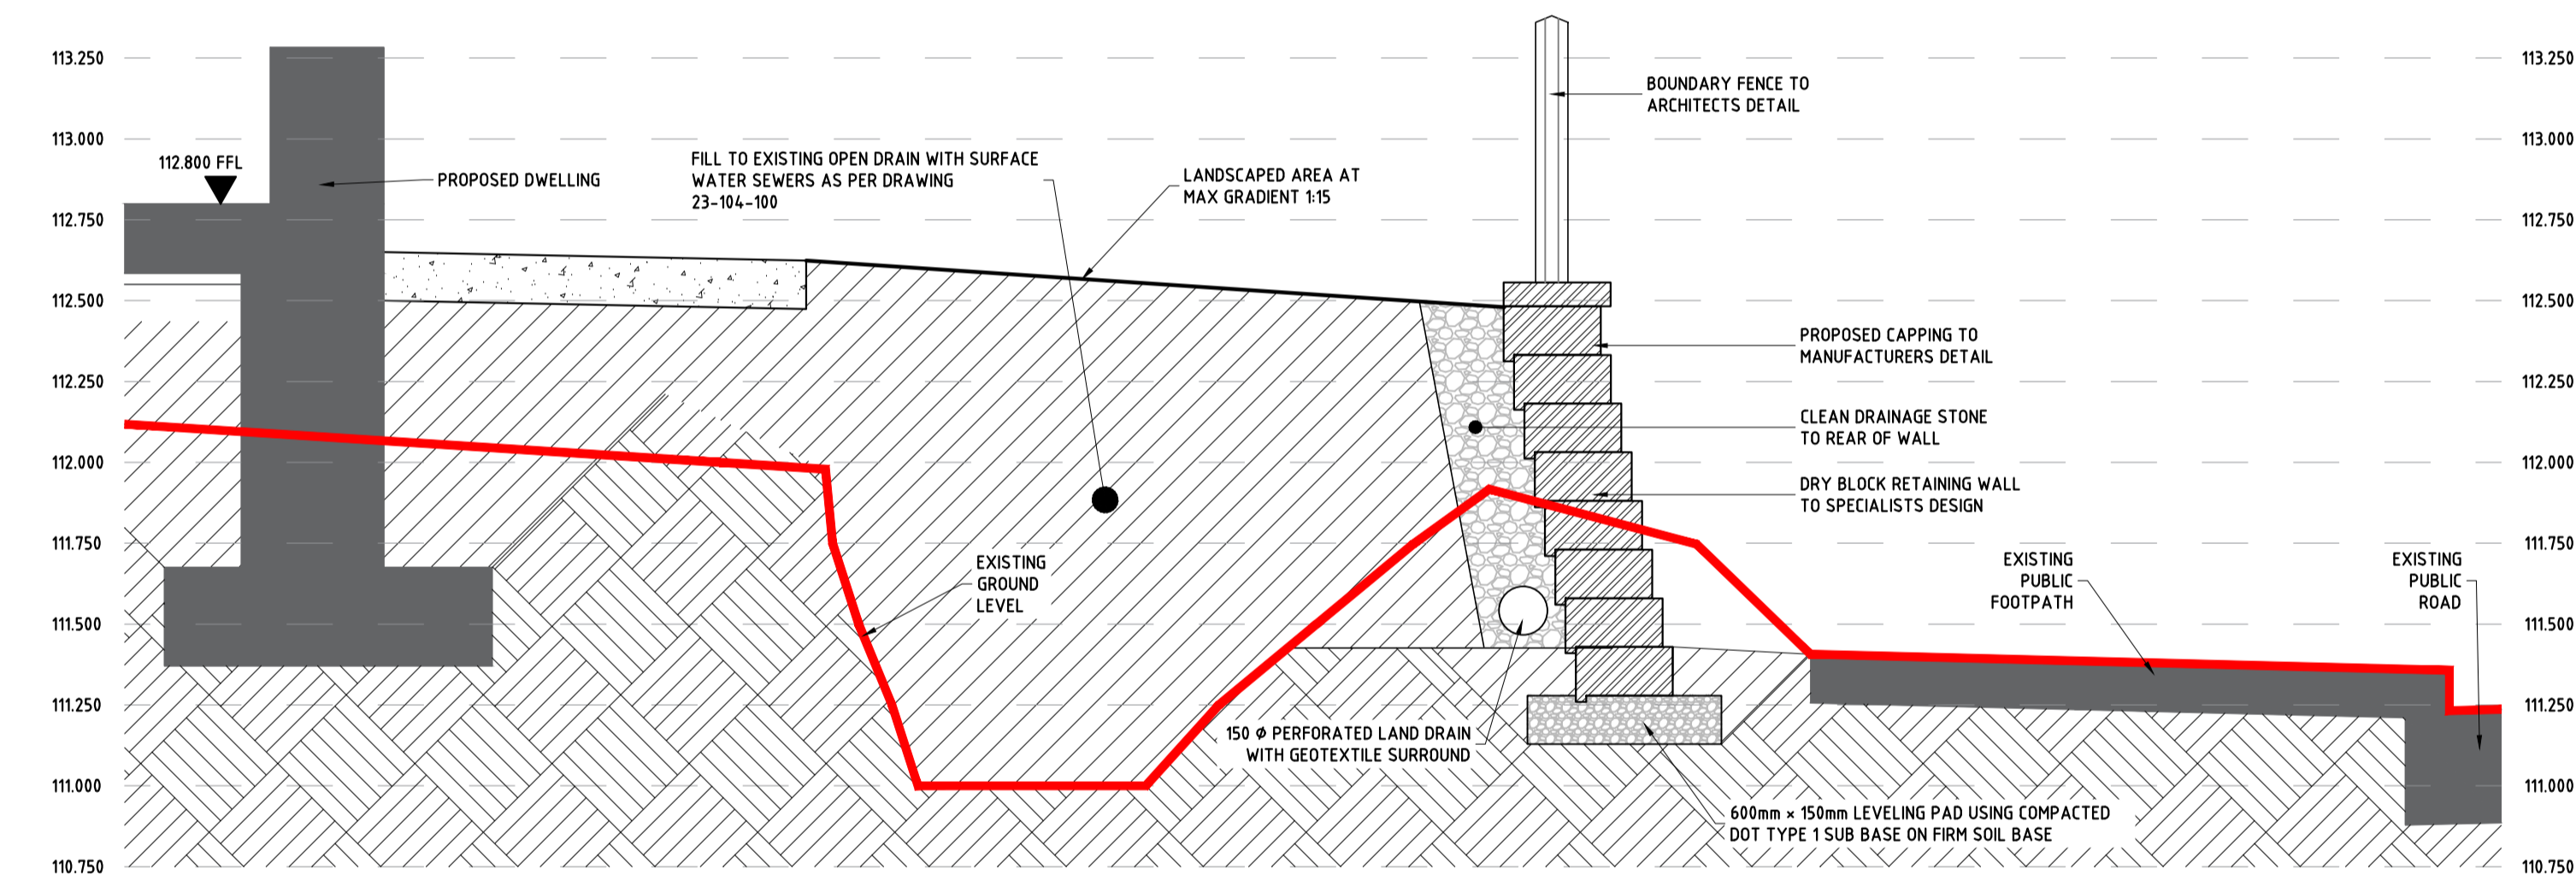 113.250
113.000
112.750
112.500
112.250
112.000
111.750
111.500
111.250
111.000
110.750
112.800 FFL
PROPOSED DWELLING
FILL TO EXISTING OPEN DRAIN WITH SURFACE
WATER SEWERS AS PER DRAWING
23-104-100
LANDSCAPED AREA AT
MAX GRADIENT 1:15
BOUNDARY FENCE TO
ARCHITECTS DETAIL
PROPOSED CAPPING TO
MANUFACTURERS DETAIL
CLEAN DRAINAGE STONE
TO REAR OF WALL
DRY BLOCK RETAINING WALL
TO SPECIALISTS DESIGN
EXISTING
GROUND
LEVEL
EXISTING
PUBLIC
FOOTPATH
EXISTING
PUBLIC
ROAD
150 Ø PERFORATED LAND DRAIN
WITH GEOTEXTILE SURROUND
600mm × 150mm LEVELING PAD USING COMPACTED
DOT TYPE 1 SUB BASE ON FIRM SOIL BASE
113.250
113.000
112.750
112.500
112.250
112.000
111.750
111.500
111.250
111.000
110.750